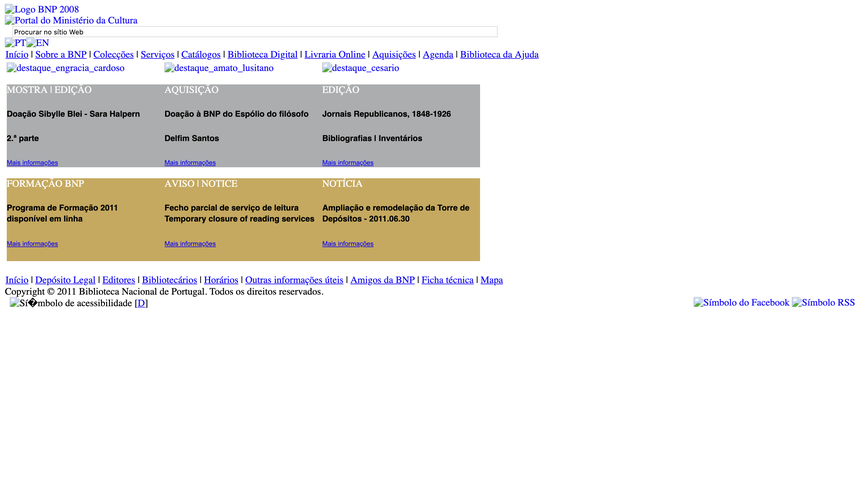 Logo BNP 2008
Portal do Ministério da Cultura
Procurar no sítio Web
PT EN
Início | Sobre a BNP | Colecções | Serviços | Catálogos | Biblioteca Digital | Livraria Online | Aquisições | Agenda | Biblioteca da Ajuda
destaque_engracia_cardoso destaque_amato_lusitano destaque_cesario
MOSTRA | EDIÇÃO AQUISIÇÃO EDIÇÃO
Doação Sibylle Blei - Sara Halpern Doação à BNP do Espólio do filósofo Jornais Republicanos, 1848-1926
2.ª parte Delfim Santos Bibliografias | Inventários
Mais informações Mais informações Mais informações
FORMAÇÃO BNP AVISO | NOTICE NOTÍCIA
Programa de Formação 2011 Fecho parcial de serviço de leitura Ampliação e remodelação da Torre de
disponível em linha Temporary closure of reading services Depósitos - 2011.06.30
Mais informações Mais informações Mais informações
Início | Depósito Legal | Editores | Bibliotecários | Horários | Outras informações úteis | Amigos da BNP | Ficha técnica | Mapa
Copyright © 2011 Biblioteca Nacional de Portugal. Todos os direitos reservados.
Sí�mbolo de acessibilidade [D] Símbolo do Facebook Símbolo RSS